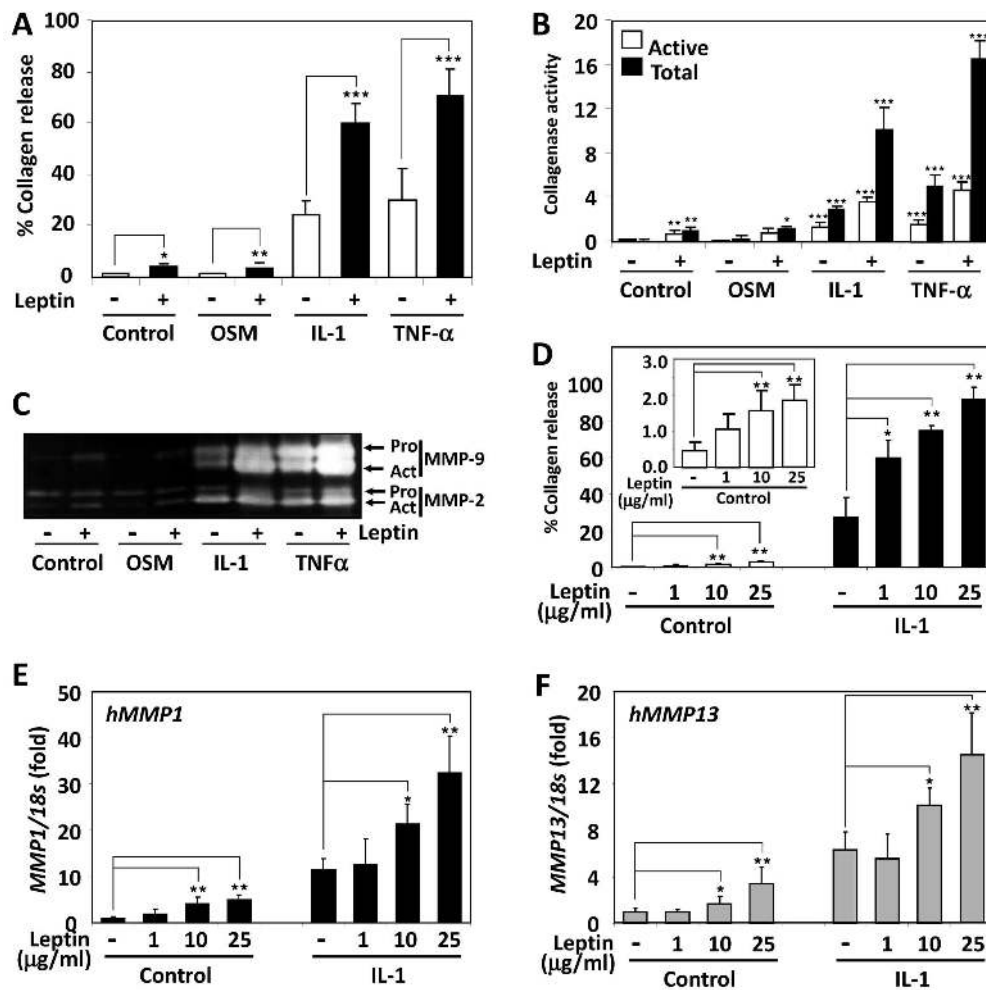 A
% Collagen release
100
80
60
40
20
0
* ** *** ***
Leptin - + - + - + - +
Control OSM IL-1 TNF-α
B
Active
Total
Collagenase activity
20
16
12
8
4
0
** ** * *** *** *** *** *** *** *** ***
Leptin - + - + - + - +
Control OSM IL-1 TNF-α
C
Pro
Act
MMP-9
Pro
Act
MMP-2
- + - + - + - + Leptin
Control OSM IL-1 TNFα
D
% Collagen release
100
80
60
40
20
0
3.0
2.0
1.0
0.0
** **
Leptin - 1 10 25
(μg/ml) Control
** ** * ** **
Leptin - 1 10 25 - 1 10 25
(μg/ml) Control IL-1
E
hMMP1
MMP1/18s (fold)
50
40
30
20
10
0
** ** * **
Leptin - 1 10 25 - 1 10 25
(μg/ml) Control IL-1
F
hMMP13
MMP13/18s (fold)
20
16
12
8
4
0
* ** * **
Leptin - 1 10 25 - 1 10 25
(μg/ml) Control IL-1